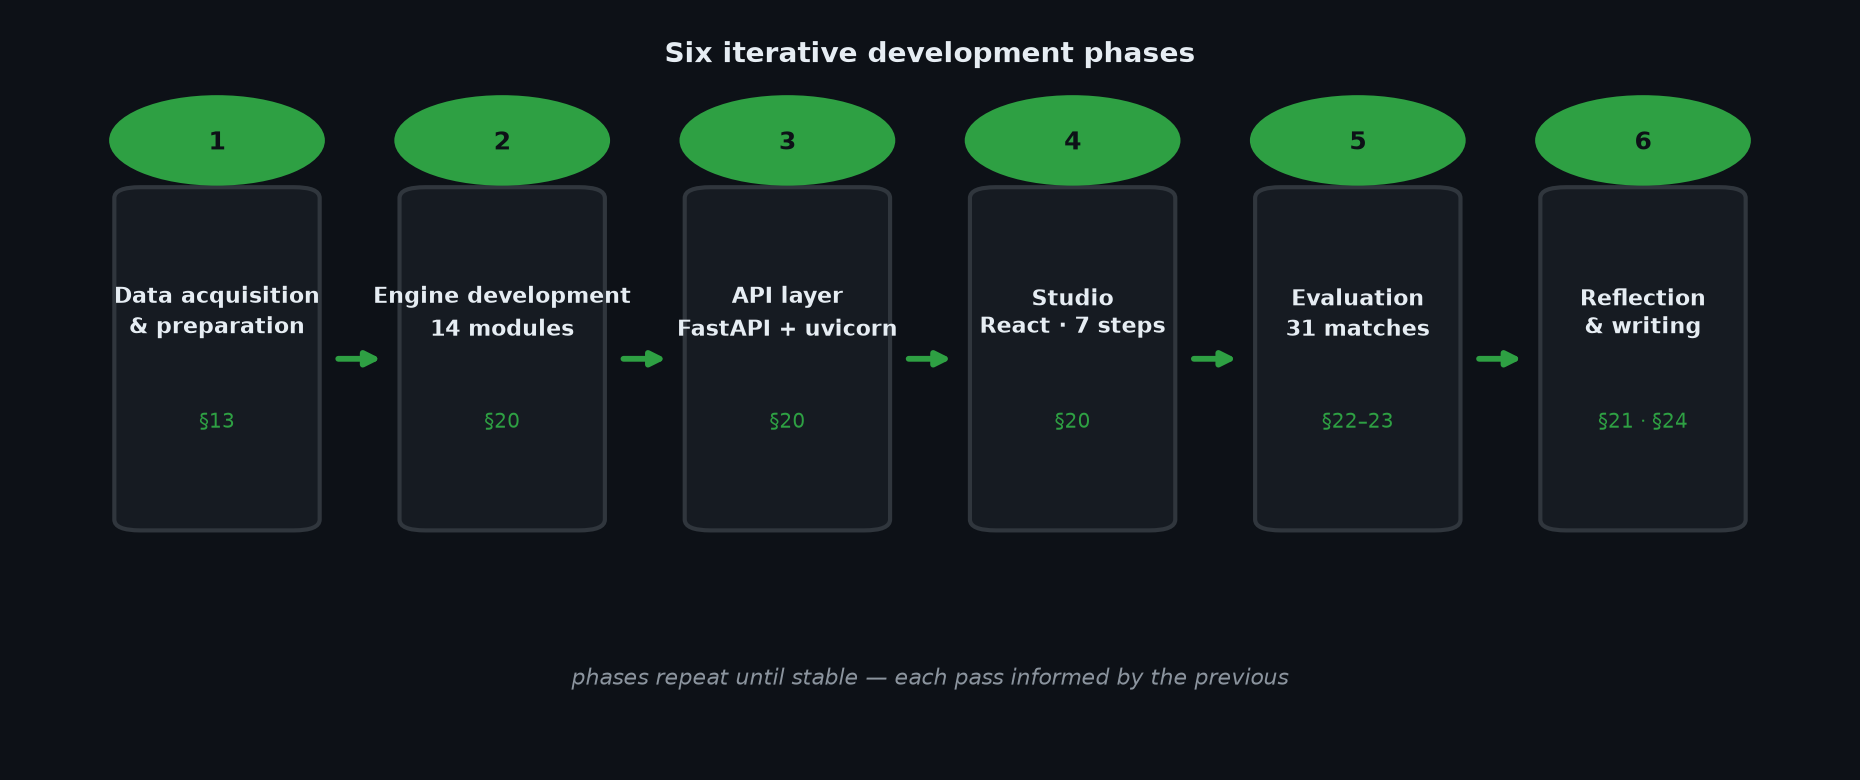 Six iterative development phases
1
Data acquisition
& preparation
§13
2
Engine development
14 modules
§20
3
API layer
FastAPI + uvicorn
§20
4
Studio
React · 7 steps
§20
5
Evaluation
31 matches
§22–23
6
Reflection
& writing
§21 · §24
phases repeat until stable — each pass informed by the previous